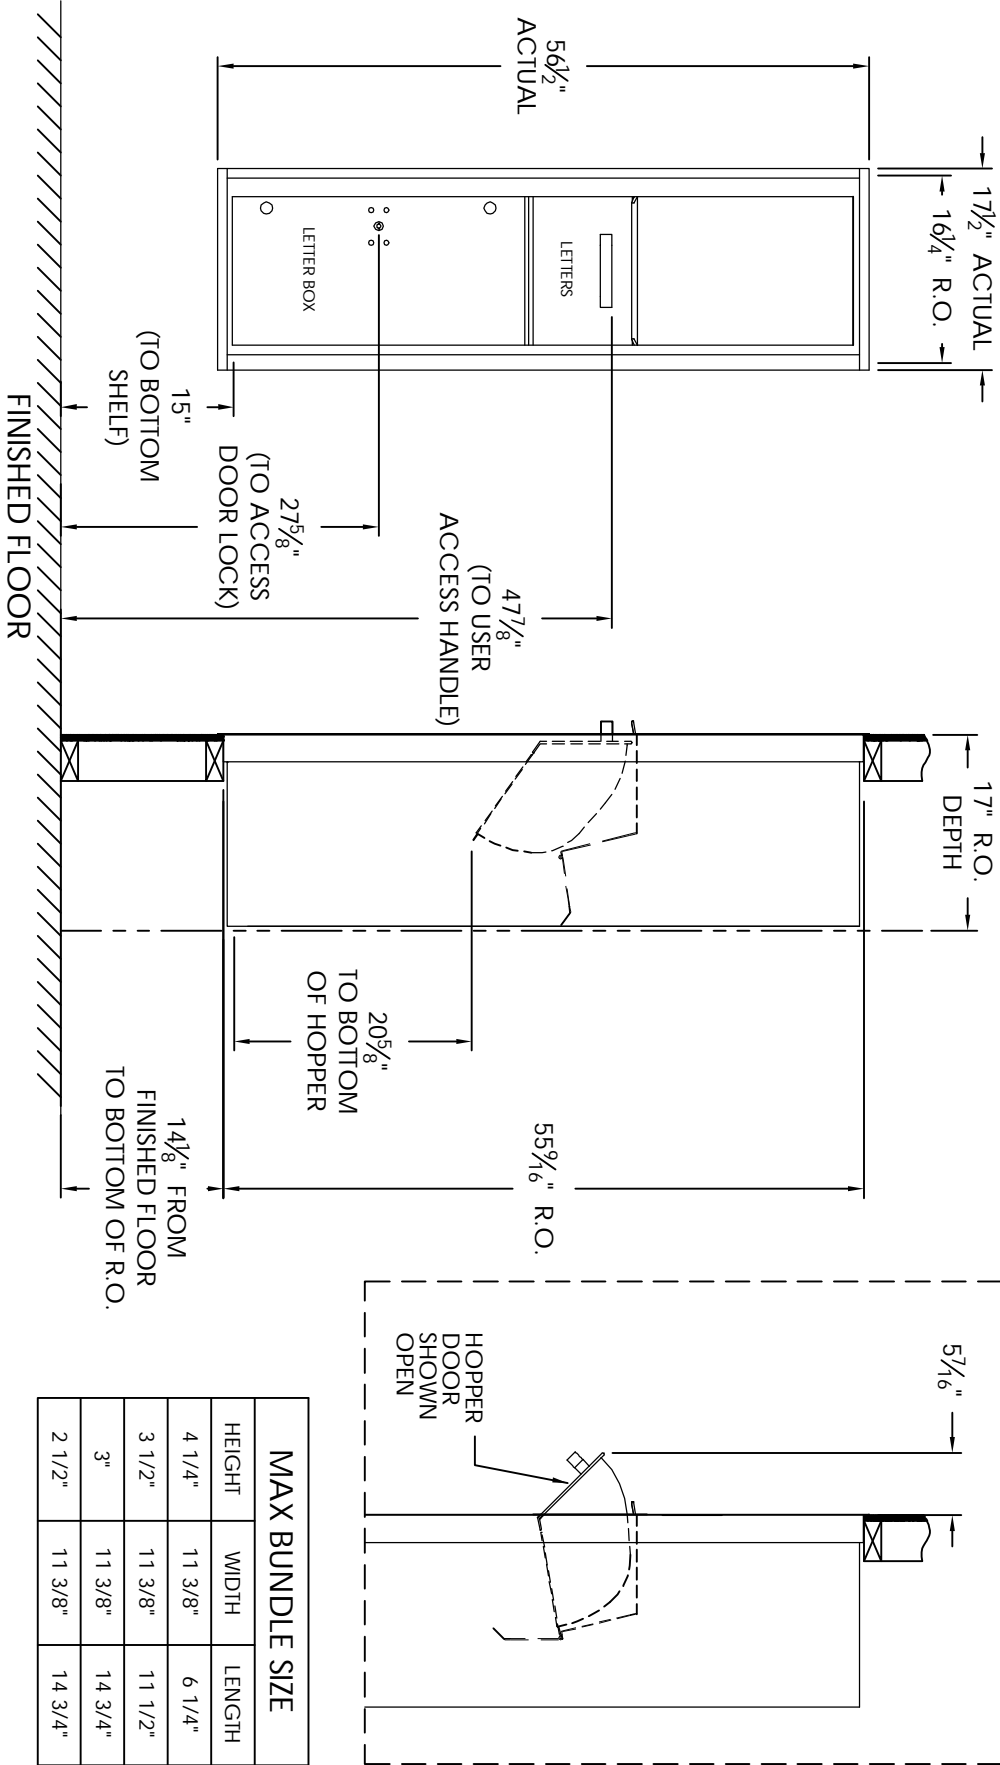 17½" ACTUAL
16¼" R.O.
56½"
ACTUAL
LETTERS
LETTER BOX
15"
(TO BOTTOM
SHELF)
27⅝"
(TO ACCESS
DOOR LOCK)
47⅞"
(TO USER
ACCESS HANDLE)
FINISHED FLOOR
17" R.O.
DEPTH
20⅝"
TO BOTTOM
OF HOPPER
55 9/16" R.O.
14⅛" FROM
FINISHED FLOOR
TO BOTTOM OF R.O.
5 7/16"
HOPPER
DOOR
SHOWN
OPEN
MAX BUNDLE SIZE
HEIGHT WIDTH LENGTH
4 1/4" 11 3/8" 6 1/4"
3 1/2" 11 3/8" 11 1/2"
3" 11 3/8" 14 3/4"
2 1/2" 11 3/8" 14 3/4"